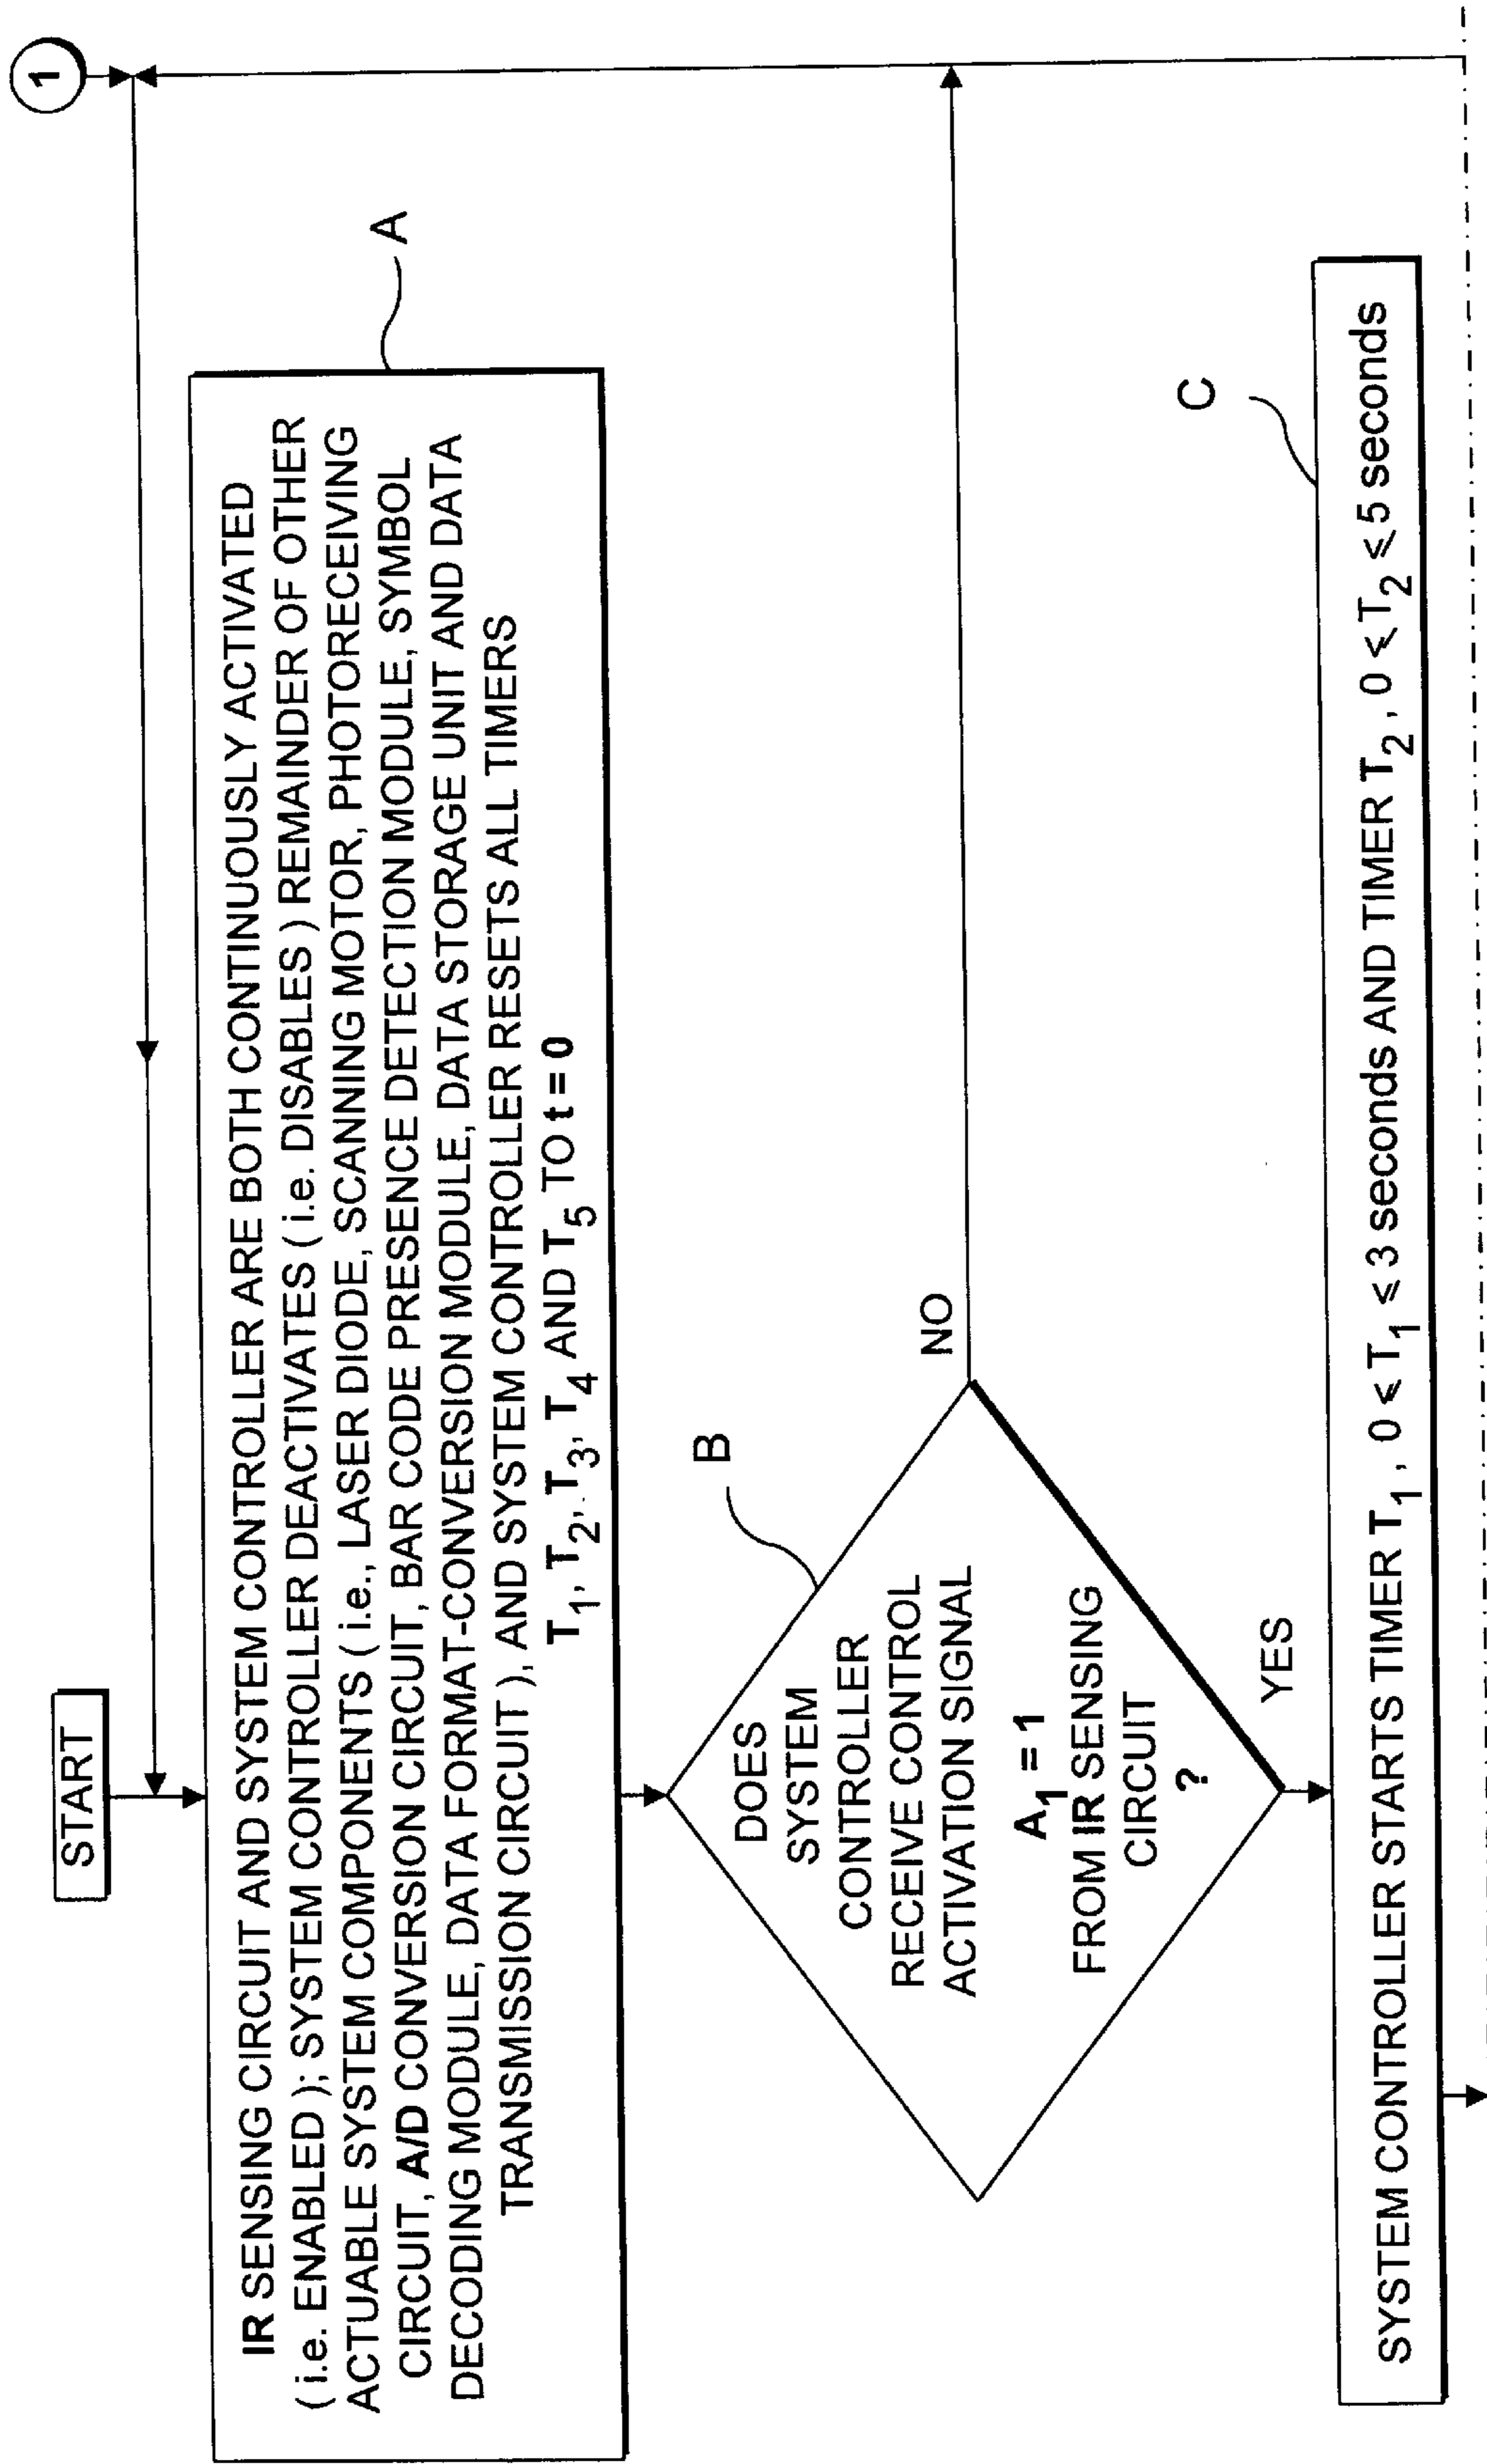 START
1
IR SENSING CIRCUIT AND SYSTEM CONTROLLER ARE BOTH CONTINUOUSLY ACTIVATED
( i.e. ENABLED ); SYSTEM CONTROLLER DEACTIVATES ( i.e. DISABLES ) REMAINDER OF OTHER
ACTUABLE SYSTEM COMPONENTS ( i.e., LASER DIODE, SCANNING MOTOR, PHOTORECEIVING
CIRCUIT, A/D CONVERSION CIRCUIT, BAR CODE PRESENCE DETECTION MODULE, SYMBOL
DECODING MODULE, DATA FORMAT-CONVERSION MODULE, DATA STORAGE UNIT AND DATA
TRANSMISSION CIRCUIT ), AND SYSTEM CONTROLLER RESETS ALL TIMERS
T1, T2, T3, T4 AND T5 TO t = 0
A
DOES
SYSTEM
CONTROLLER
RECEIVE CONTROL
ACTIVATION SIGNAL
A1 = 1
FROM IR SENSING
CIRCUIT
?
B
NO
YES
C
SYSTEM CONTROLLER STARTS TIMER T1, 0 < T1 ≤ 3 seconds AND TIMER T2, 0 < T2 ≤ 5 seconds